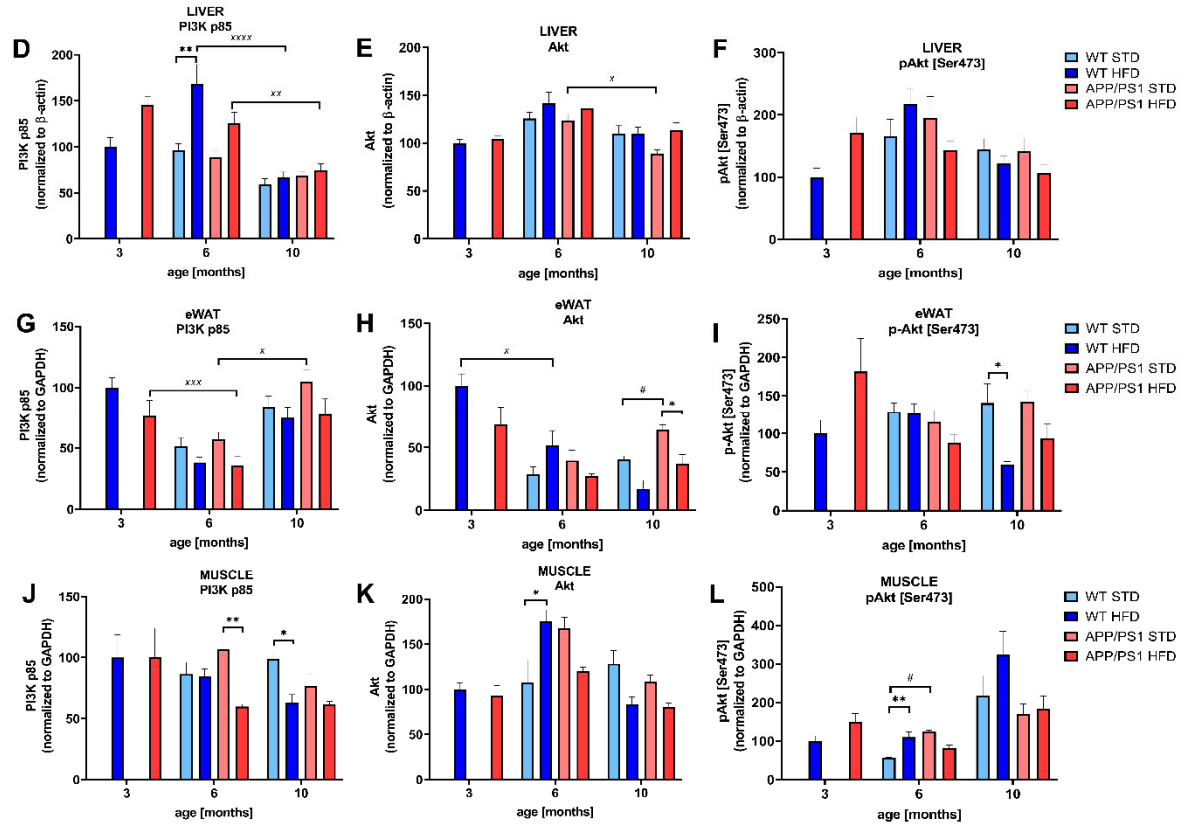 D
LIVER
PI3K p85
PI3K p85
(normalized to β-actin)
200
150
100
50
0
**
xxxx
xx
3
6
10
age [months]
E
LIVER
Akt
Akt
(normalized to β-actin)
200
150
100
50
0
x
3
6
10
age [months]
F
LIVER
pAkt [Ser473]
pAkt [Ser473]
(normalized to β-actin)
300
200
100
0
3
6
10
age [months]
WT STD
WT HFD
APP/PS1 STD
APP/PS1 HFD
G
eWAT
PI3K p85
PI3K p85
(normalized to GAPDH)
150
100
50
0
xxx
x
3
6
10
age [months]
H
eWAT
Akt
Akt
(normalized to GAPDH)
150
100
50
0
x
#
*
3
6
10
age [months]
I
eWAT
p-Akt [Ser473]
p-Akt [Ser473]
(normalized to GAPDH)
200
150
100
50
0
*
3
6
10
age [months]
WT STD
WT HFD
APP/PS1 STD
APP/PS1 HFD
J
MUSCLE
PI3K p85
PI3K p85
(normalized to GAPDH)
150
100
50
0
**
*
3
6
10
age [months]
K
MUSCLE
Akt
Akt
(normalized to GAPDH)
200
150
100
50
0
*
3
6
10
age [months]
L
MUSCLE
pAkt [Ser473]
pAkt [Ser473]
(normalized to GAPDH)
500
400
300
200
100
0
**
#
3
6
10
age [months]
WT STD
WT HFD
APP/PS1 STD
APP/PS1 HFD